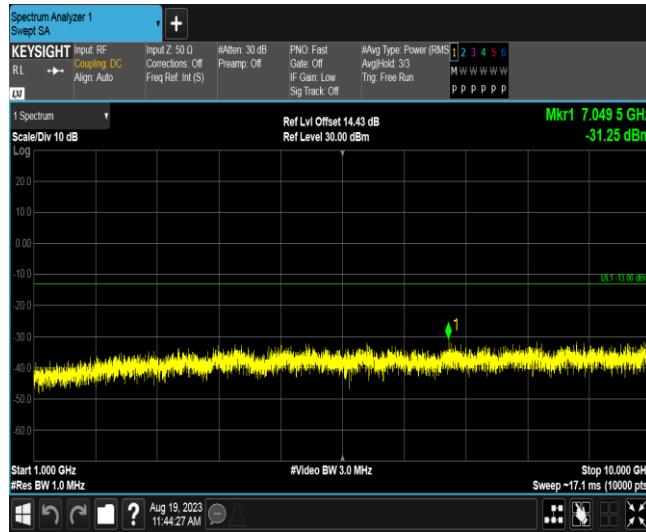 Spectrum Analyzer 1
Swept SA
+
KEYSIGHT Input: RF Input Z: 50 Ω #Atten: 30 dB PNO: Fast #Avg Type: Power (RMS 1 2 3 4 5 6
RL Coupling: DC Corrections: Off Preamp: Off Gate: Off Avg|Hold: 3/3 M W W W W W
Align: Auto Freq Ref: Int (S) IF Gain: Low Trig: Free Run
LXI Sig Track: Off P P P P P P
1 Spectrum Ref Lvl Offset 14.43 dB Mkr1 7.049 5 GHz
Scale/Div 10 dB Ref Level 30.00 dBm -31.25 dBm
Log
20.0
10.0
0.00
-10.0
DL1 -13.00 dBm
-20.0
-30.0
1
-40.0
-50.0
-60.0
Start 1.000 GHz #Video BW 3.0 MHz Stop 10.000 GHz
#Res BW 1.0 MHz Sweep ~17.1 ms (10000 pts
? Aug 19, 2023
11:44:27 AM